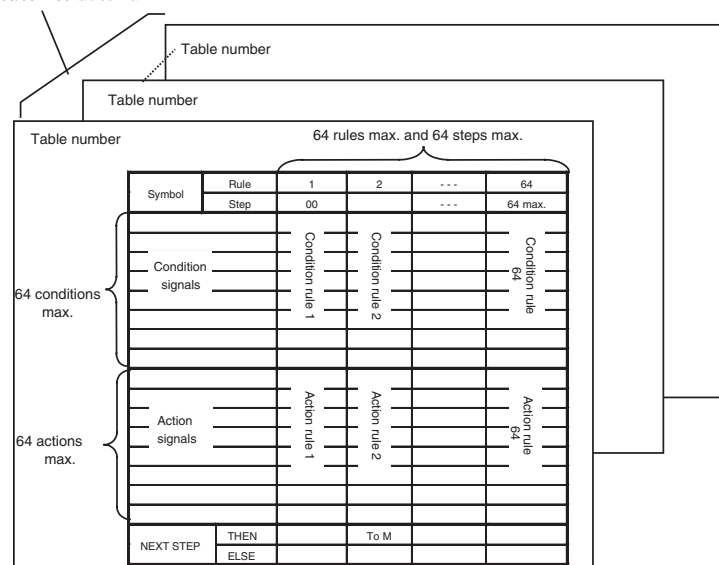 Table number
Table number
Table number
64 rules max. and 64 steps max.
Symbol Rule 1 2 - - - 64
Step 00 - - - 64 max.
64 conditions
max.
Condition
signals
Condition rule 1
Condition rule 2
Condition rule
64
64 actions
max.
Action
signals
Action rule 1
Action rule 2
Action rule
64
NEXT STEP THEN To M
ELSE